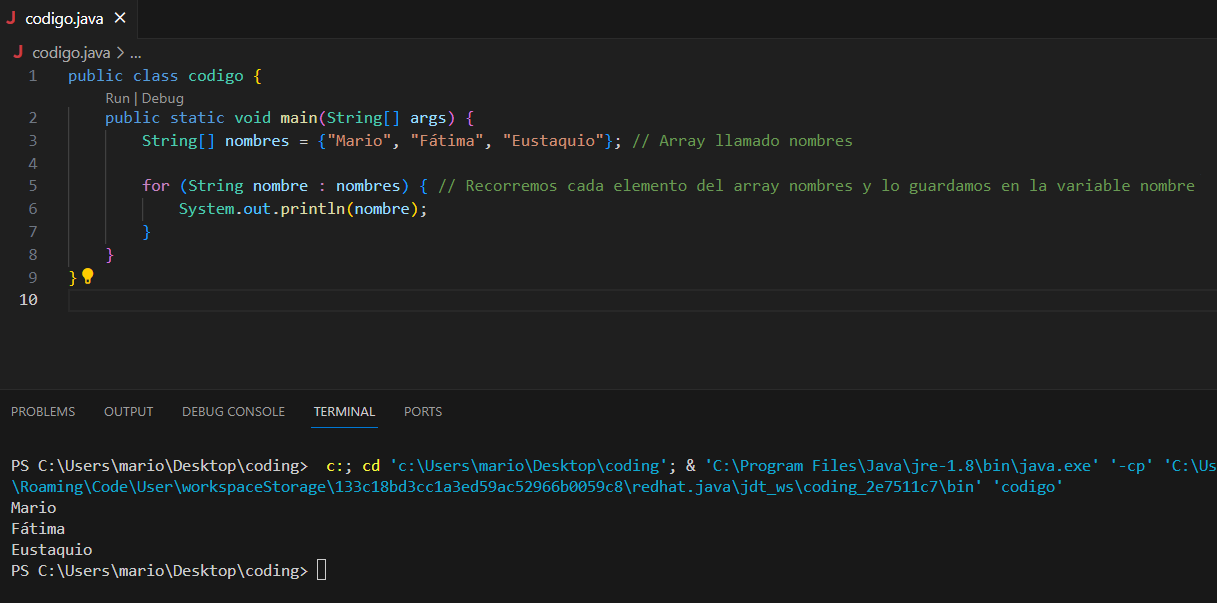 codigo.java
codigo.java > ...
1 public class codigo {
Run | Debug
2 public static void main(String[] args) {
3 String[] nombres = {"Mario", "Fátima", "Eustaquio"}; // Array llamado nombres
4
5 for (String nombre : nombres) { // Recorremos cada elemento del array nombres y lo guardamos en la variable nombre
6 System.out.println(nombre);
7 }
8 }
9 }
10
PROBLEMS OUTPUT DEBUG CONSOLE TERMINAL PORTS
PS C:\Users\mario\Desktop\coding> c:; cd 'c:\Users\mario\Desktop\coding'; & 'C:\Program Files\Java\jre-1.8\bin\java.exe' '-cp' 'C:\Us
\Roaming\Code\User\workspaceStorage\133c18bd3cc1a3ed59ac52966b0059c8\redhat.java\jdt_ws\coding_2e7511c7\bin' 'codigo'
Mario
Fátima
Eustaquio
PS C:\Users\mario\Desktop\coding>